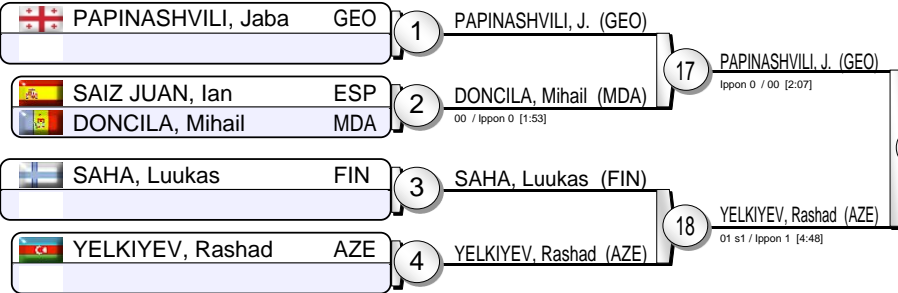 PAPINASHVILI, Jaba GEO
1
PAPINASHVILI, J. (GEO)
SAIZ JUAN, Ian ESP
DONCILA, Mihail MDA
2
DONCILA, Mihail (MDA)
00 / Ippon 0 [1:53]
17
PAPINASHVILI, J. (GEO)
Ippon 0 / 00 [2:07]
SAHA, Luukas FIN
3
SAHA, Luukas (FIN)
YELKIYEV, Rashad AZE
4
YELKIYEV, Rashad (AZE)
18
YELKIYEV, Rashad (AZE)
01 s1 / Ippon 1 [4:48]